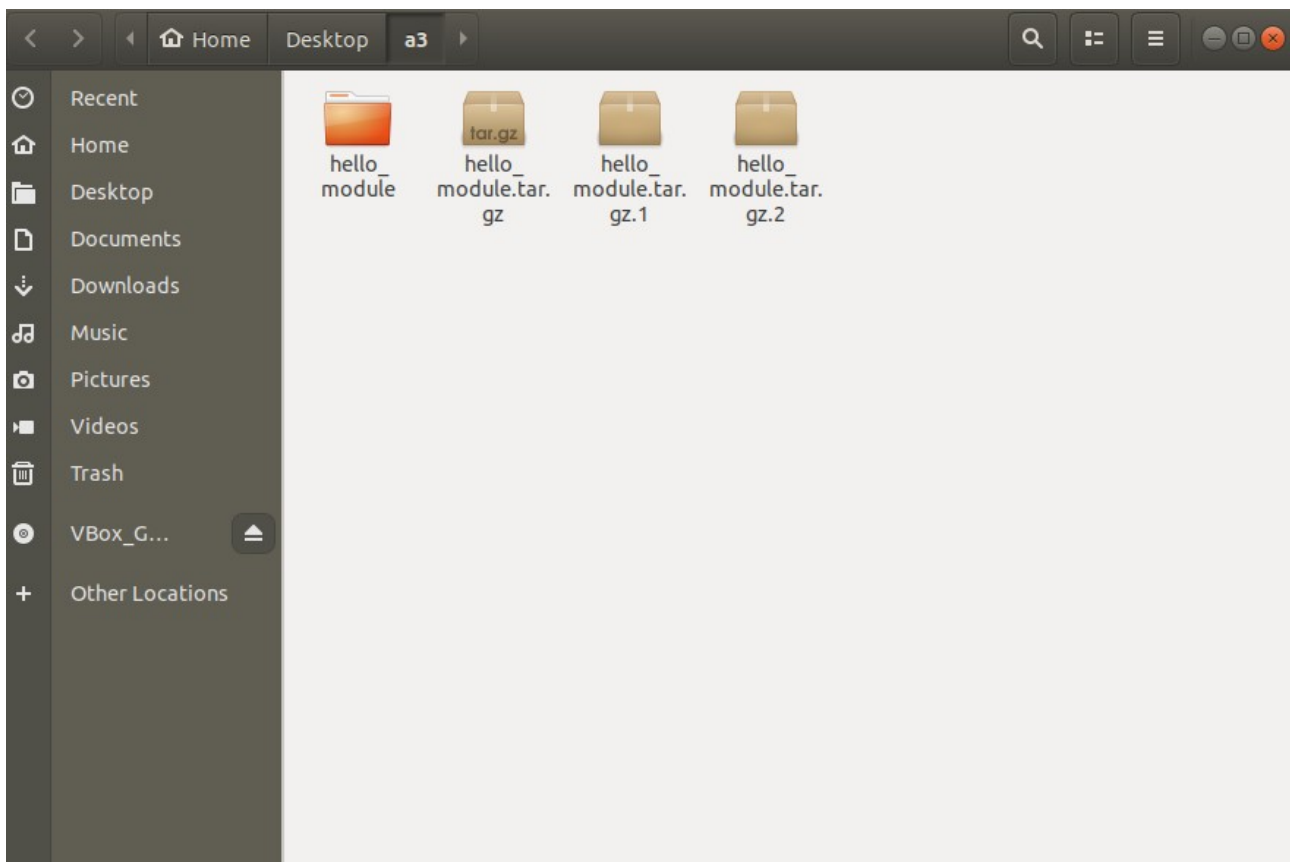 Home Desktop a3
Recent
Home
Desktop
Documents
Downloads
Music
Pictures
Videos
Trash
VBox_G...
Other Locations
hello_
module
tar.gz
hello_
module.tar.
gz
hello_
module.tar.
gz.1
hello_
module.tar.
gz.2